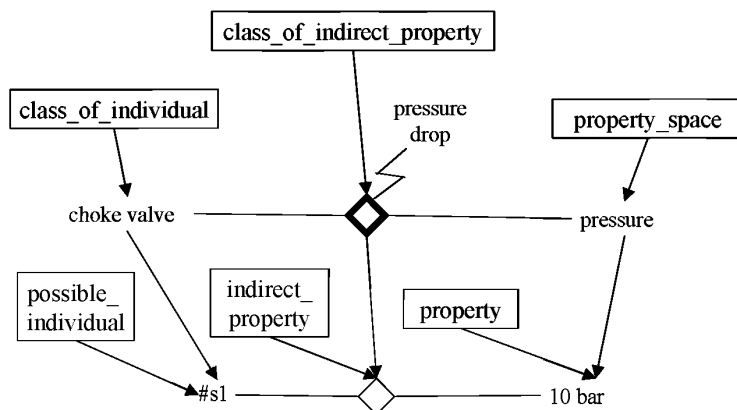 class_of_indirect_property
class_of_individual
pressure
drop
property_space
choke valve
pressure
possible_
individual
indirect_
property
property
#s1
10 bar